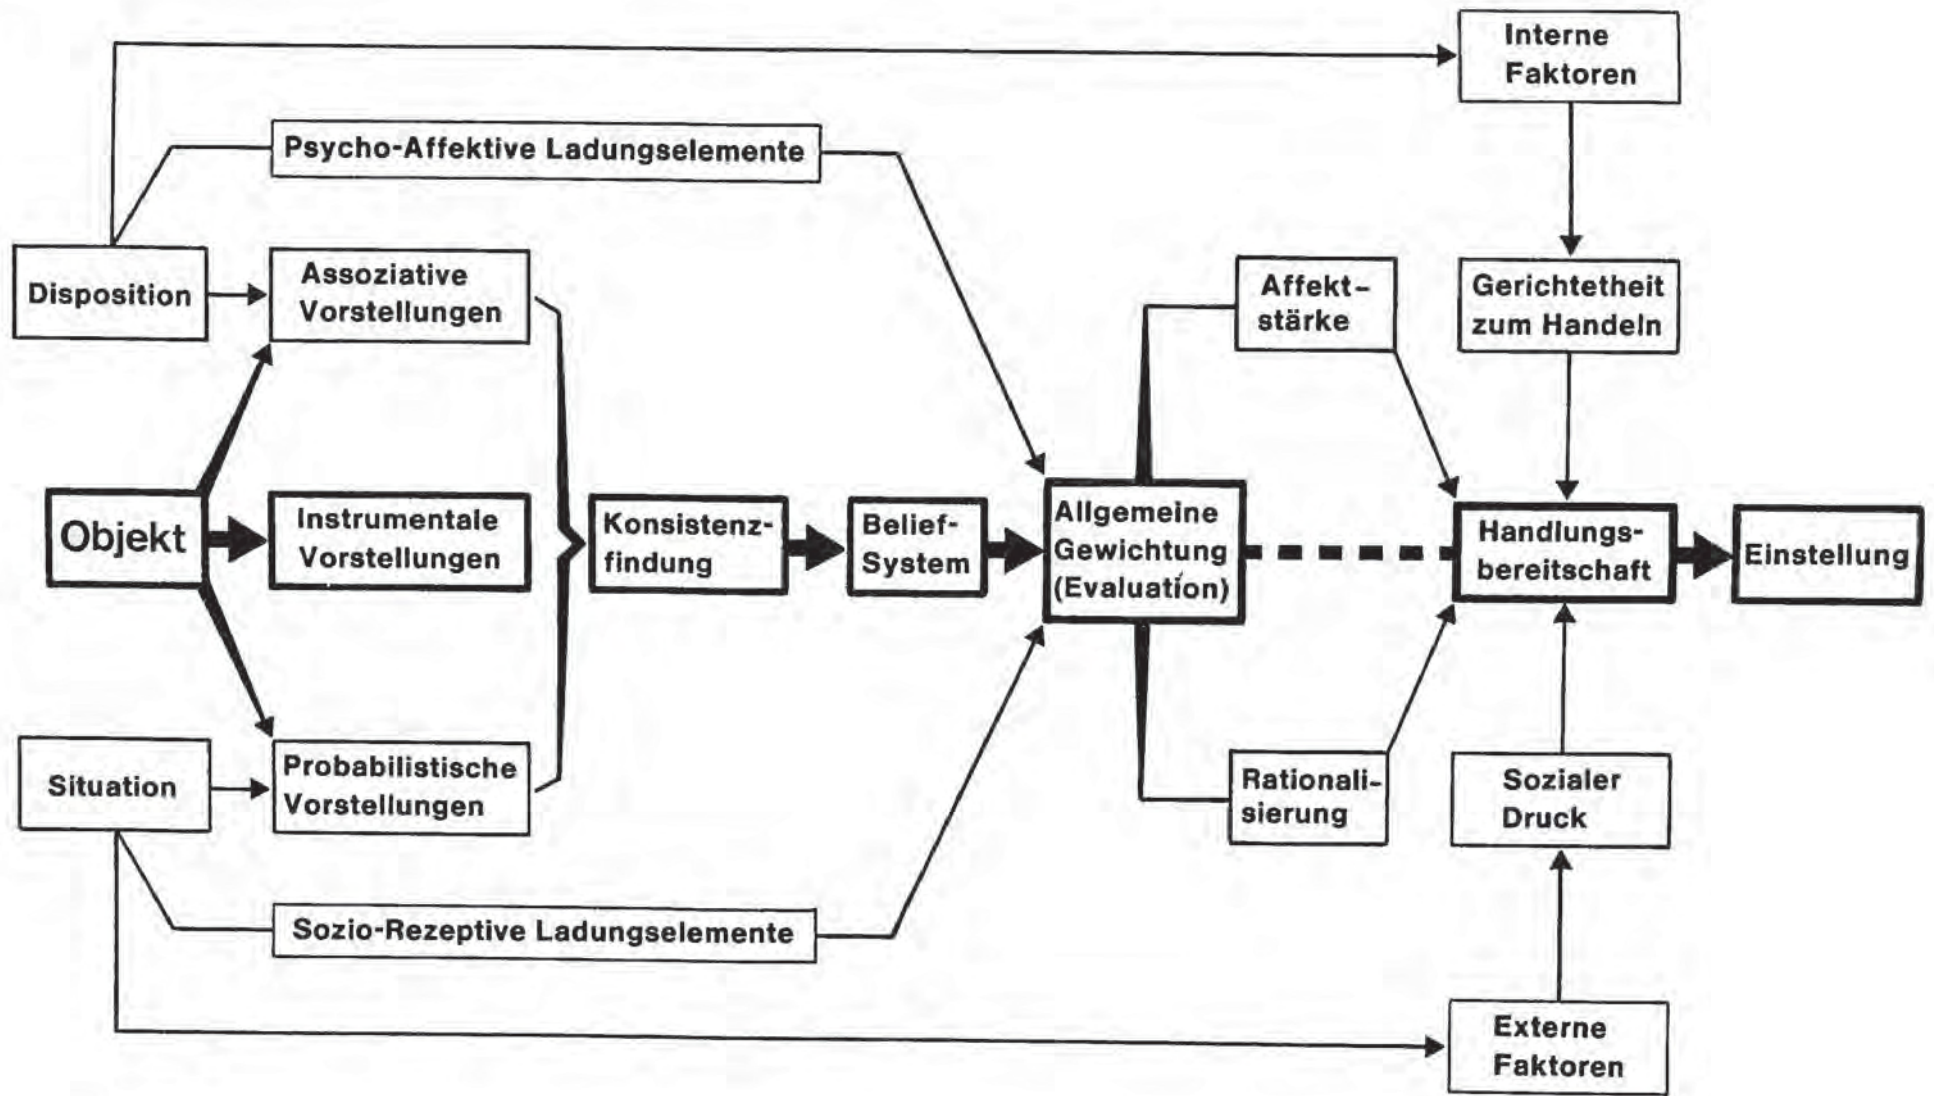 Interne
Faktoren
Psycho-Affektive Ladungselemente
Disposition
Assoziative
Vorstellungen
Affekt-
stärke
Gerichtetheit
zum Handeln
Objekt
Instrumentale
Vorstellungen
Konsistenz-
findung
Belief-
System
Allgemeine
Gewichtung
(Evaluation)
Handlungs-
bereitschaft
Einstellung
Situation
Probabilistische
Vorstellungen
Rationali-
sierung
Sozialer
Druck
Sozio-Rezeptive Ladungselemente
Externe
Faktoren